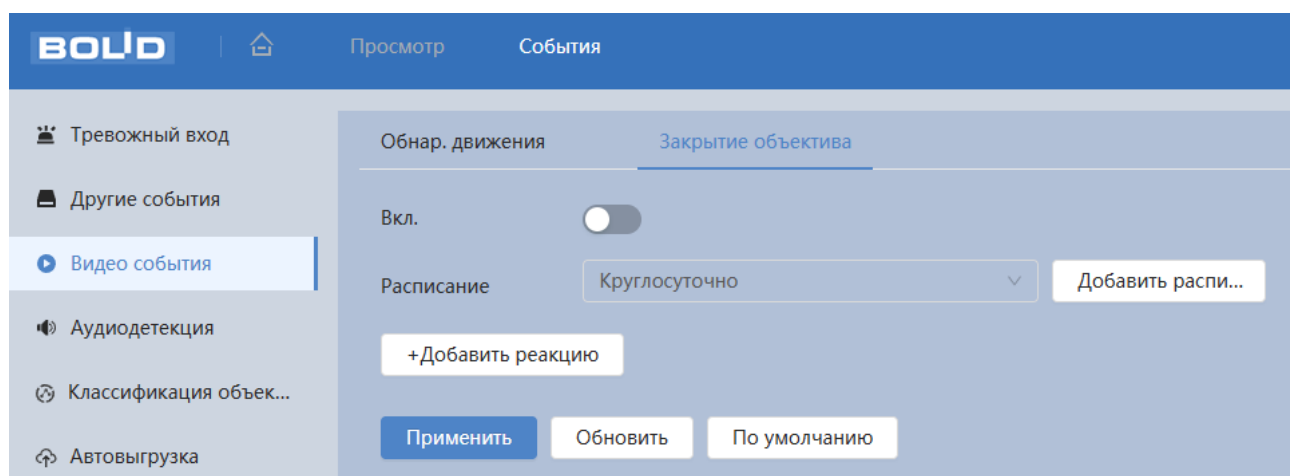 BOLID Просмотр События
Тревожный вход
Другие события
Видео события
Аудиодетекция
Классификация объек...
Автовыгрузка
Обнар. движения Закрытие объектива
Вкл.
Расписание Круглосуточно Добавить распи...
+Добавить реакцию
Применить Обновить По умолчанию